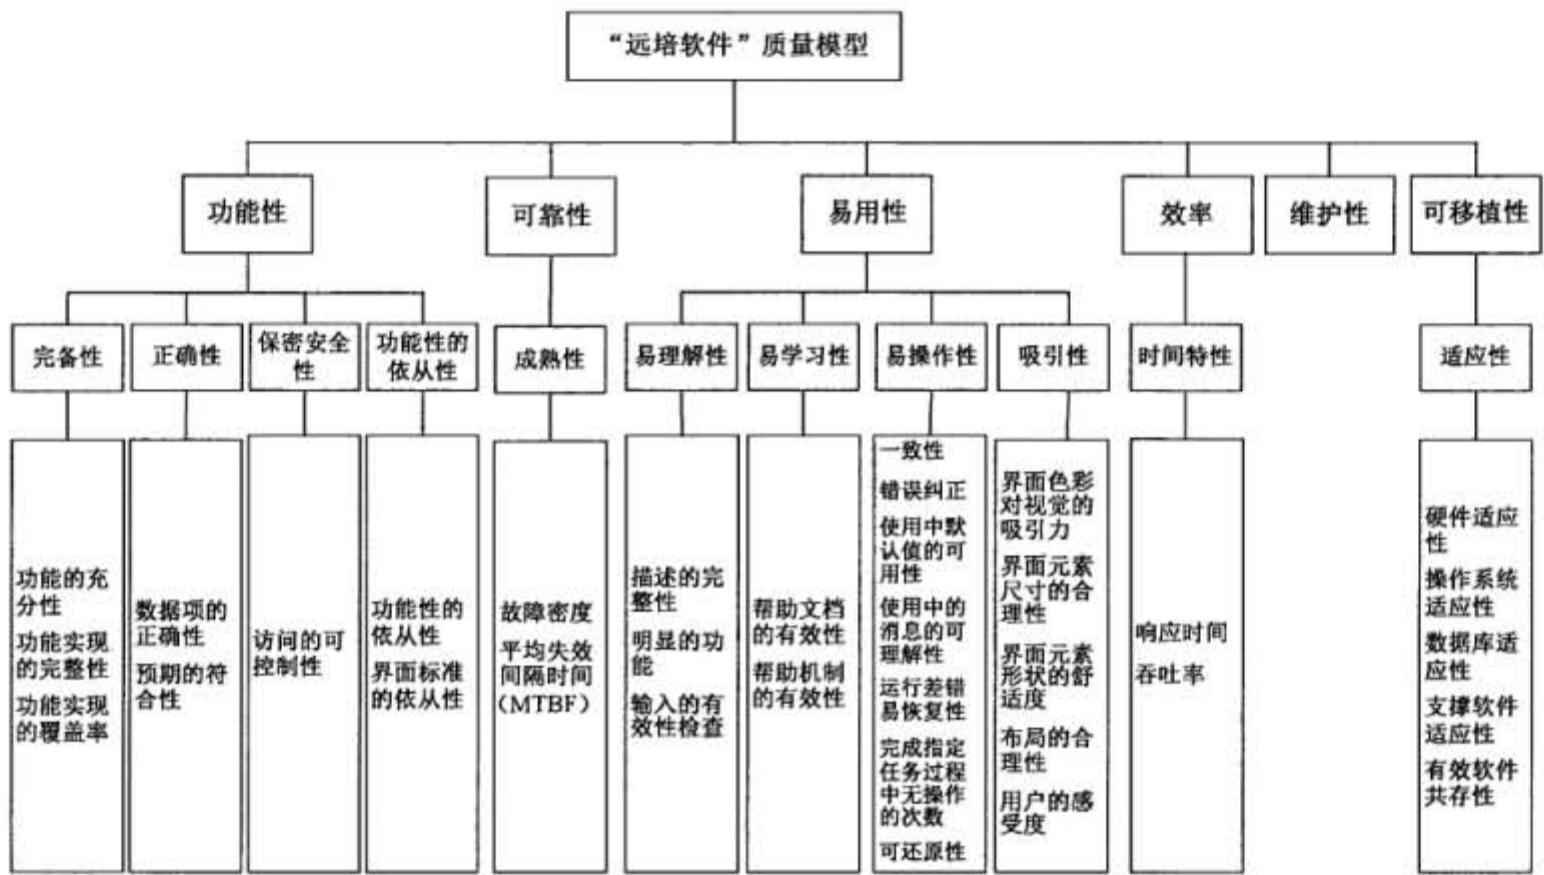 “远培软件”质量模型
功能性
可靠性
易用性
效率
维护性
可移植性
完备性
正确性
保密安全
性
功能性的
依从性
成熟性
易理解性
易学习性
易操作性
吸引性
时间特性
适应性
功能的充
分性
功能实现
的完整性
功能实现
的覆盖率
数据项的
正确性
预期的符
合性
访问的可
控制性
功能性的
依从性
界面标准
的依从性
故障密度
平均失效
间隔时间
（MTBF）
描述的完
整性
明显的功
能
输入的有
效性检查
帮助文档
的有效性
帮助机制
的有效性
一致性
错误纠正
使用中默
认值的可
用性
使用中的
消息的可
理解性
运行差错
易恢复性
完成指定
任务过程
中无操作
的次数
可还原性
界面色彩
对视觉的
吸引力
界面元素
尺寸的合
理性
界面元素
形状的舒
适度
布局的合
理性
用户的感
受度
响应时间
吞吐率
硬件适应
性
操作系统
适应性
数据库适
应性
支撑软件
适应性
有效软件
共存性